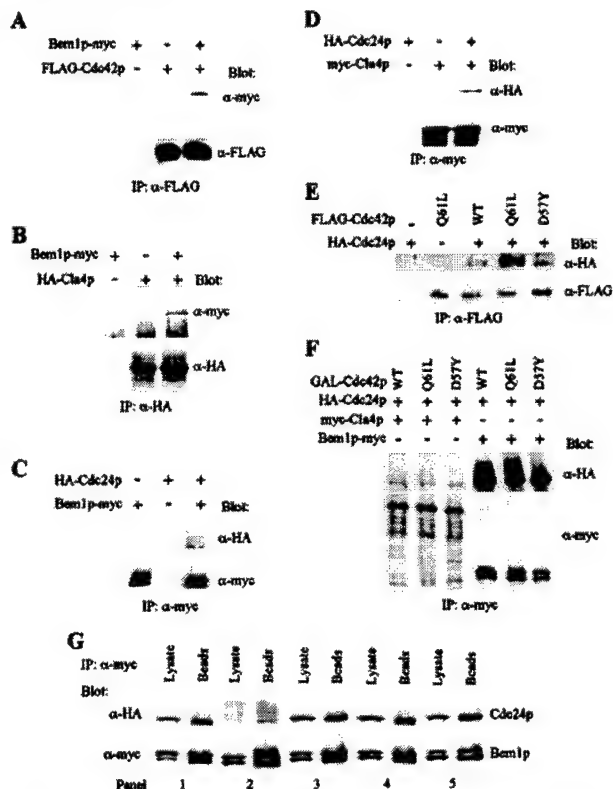 A
Bem1p-myc + - +
FLAG-Cdc42p - + + Blot:
α-myc
α-FLAG
IP: α-FLAG
B
Bem1p-myc + - +
HA-Cla4p - + + Blot:
α-myc
α-HA
IP: α-HA
C
HA-Cdc24p - + +
Bem1p-myc + - + Blot:
α-HA
α-myc
IP: α-myc
D
HA-Cdc24p + - +
myc-Cla4p - + + Blot:
α-HA
α-myc
IP: α-myc
E
FLAG-Cdc42p - Q61L WT Q61L D57Y
HA-Cdc24p + - + + + Blot:
α-HA
α-FLAG
IP: α-FLAG
F
GAL-Cdc42p WT Q61L D57Y WT Q61L D57Y
HA-Cdc24p + + + + + +
myc-Cla4p + + + - - -
Bem1p-myc - - - + + + Blot:
α-HA
α-myc
IP: α-myc
G
IP: α-myc Lysate Beads Lysate Beads Lysate Beads Lysate Beads Lysate Beads
Blot:
α-HA Cdc24p
α-myc Bem1p
Panel 1 2 3 4 5